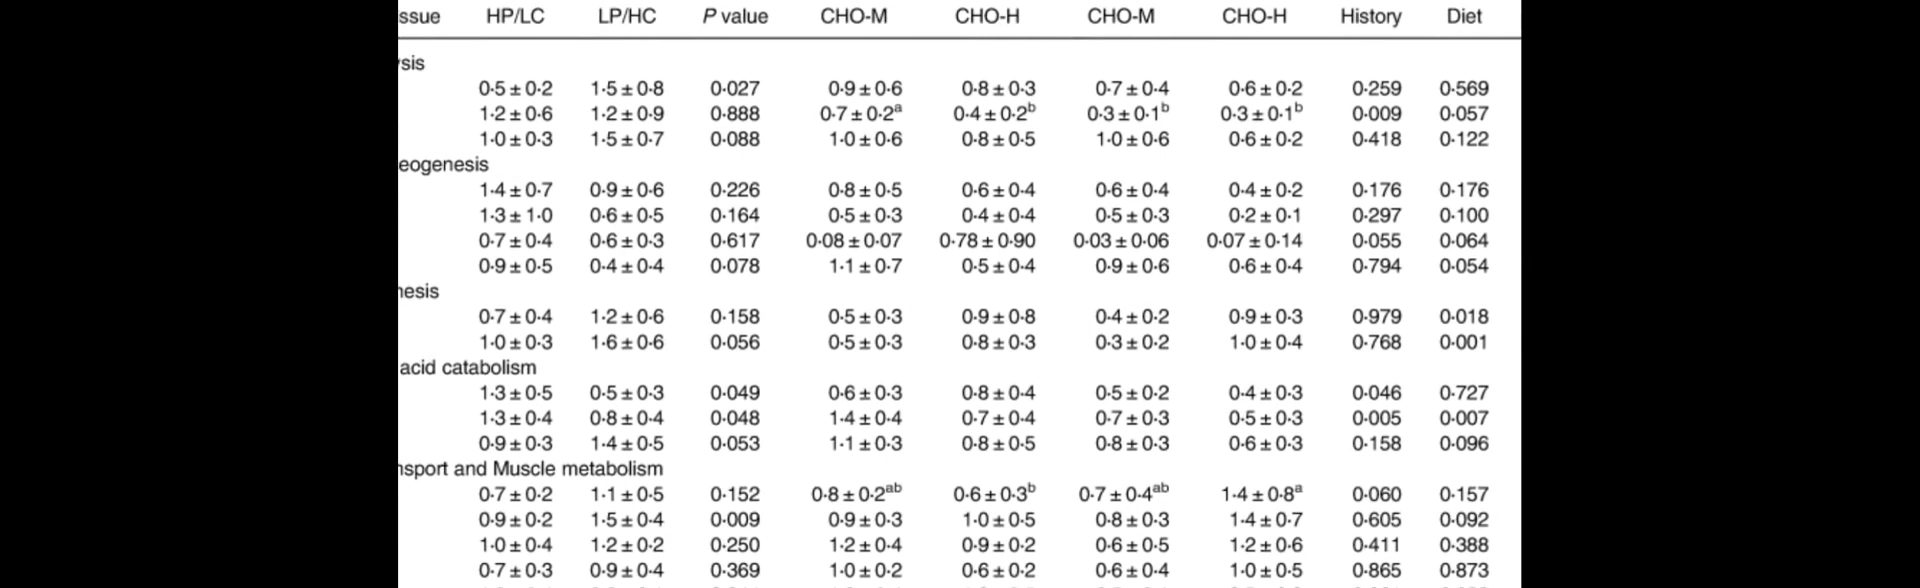 ssue HP/LC LP/HC P value CHO-M CHO-H CHO-M CHO-H History Diet
sis
0·5 ± 0·2 1·5 ± 0·8 0·027 0·9 ± 0·6 0·8 ± 0·3 0·7 ± 0·4 0·6 ± 0·2 0·259 0·569
1·2 ± 0·6 1·2 ± 0·9 0·888 0·7 ± 0·2a 0·4 ± 0·2b 0·3 ± 0·1b 0·3 ± 0·1b 0·009 0·057
1·0 ± 0·3 1·5 ± 0·7 0·088 1·0 ± 0·6 0·8 ± 0·5 1·0 ± 0·6 0·6 ± 0·2 0·418 0·122
eogenesis
1·4 ± 0·7 0·9 ± 0·6 0·226 0·8 ± 0·5 0·6 ± 0·4 0·6 ± 0·4 0·4 ± 0·2 0·176 0·176
1·3 ± 1·0 0·6 ± 0·5 0·164 0·5 ± 0·3 0·4 ± 0·4 0·5 ± 0·3 0·2 ± 0·1 0·297 0·100
0·7 ± 0·4 0·6 ± 0·3 0·617 0·08 ± 0·07 0·78 ± 0·90 0·03 ± 0·06 0·07 ± 0·14 0·055 0·064
0·9 ± 0·5 0·4 ± 0·4 0·078 1·1 ± 0·7 0·5 ± 0·4 0·9 ± 0·6 0·6 ± 0·4 0·794 0·054
nesis
0·7 ± 0·4 1·2 ± 0·6 0·158 0·5 ± 0·3 0·9 ± 0·8 0·4 ± 0·2 0·9 ± 0·3 0·979 0·018
1·0 ± 0·3 1·6 ± 0·6 0·056 0·5 ± 0·3 0·8 ± 0·3 0·3 ± 0·2 1·0 ± 0·4 0·768 0·001
acid catabolism
1·3 ± 0·5 0·5 ± 0·3 0·049 0·6 ± 0·3 0·8 ± 0·4 0·5 ± 0·2 0·4 ± 0·3 0·046 0·727
1·3 ± 0·4 0·8 ± 0·4 0·048 1·4 ± 0·4 0·7 ± 0·4 0·7 ± 0·3 0·5 ± 0·3 0·005 0·007
0·9 ± 0·3 1·4 ± 0·5 0·053 1·1 ± 0·3 0·8 ± 0·5 0·8 ± 0·3 0·6 ± 0·3 0·158 0·096
nsport and Muscle metabolism
0·7 ± 0·2 1·1 ± 0·5 0·152 0·8 ± 0·2ab 0·6 ± 0·3b 0·7 ± 0·4ab 1·4 ± 0·8a 0·060 0·157
0·9 ± 0·2 1·5 ± 0·4 0·009 0·9 ± 0·3 1·0 ± 0·5 0·8 ± 0·3 1·4 ± 0·7 0·605 0·092
1·0 ± 0·4 1·2 ± 0·2 0·250 1·2 ± 0·4 0·9 ± 0·2 0·6 ± 0·5 1·2 ± 0·6 0·411 0·388
0·7 ± 0·3 0·9 ± 0·4 0·369 1·0 ± 0·2 0·6 ± 0·2 0·6 ± 0·4 1·0 ± 0·5 0·865 0·873